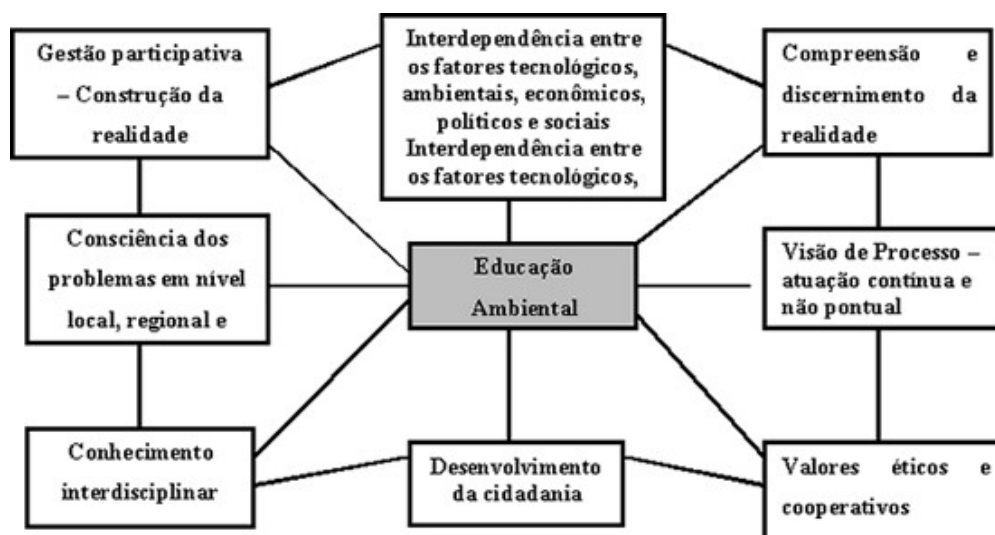 Gestão participativa
– Construção da
realidade
Interdependência entre
os fatores tecnológicos,
ambientais, econômicos,
políticos e sociais
Interdependência entre
os fatores tecnológicos,
Compreensão e
discernimento da
realidade
Consciência dos
problemas em nível
local, regional e
Educação
Ambiental
Visão de Processo –
atuação contínua e
não pontual
Conhecimento
interdisciplinar
Desenvolvimento
da cidadania
Valores éticos e
cooperativos